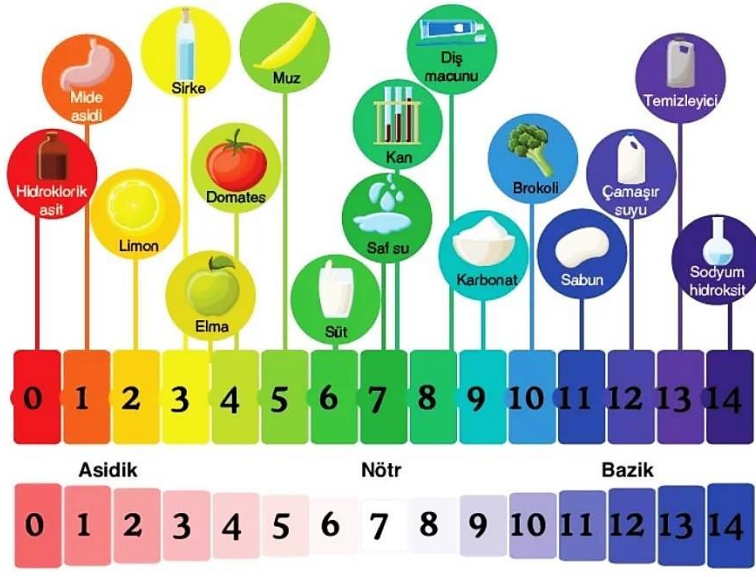 Mide
asidi
Sirke
Muz
Diş
macunu
Temizleyici
Hidroklorik
asit
Limon
Domates
Kan
Brokoli
Çamaşır
suyu
Elma
Süt
Saf su
Karbonat
Sabun
Sodyum
hidroksit
0 1 2 3 4 5 6 7 8 9 10 11 12 13 14
Asidik Nötr Bazik
0 1 2 3 4 5 6 7 8 9 10 11 12 13 14